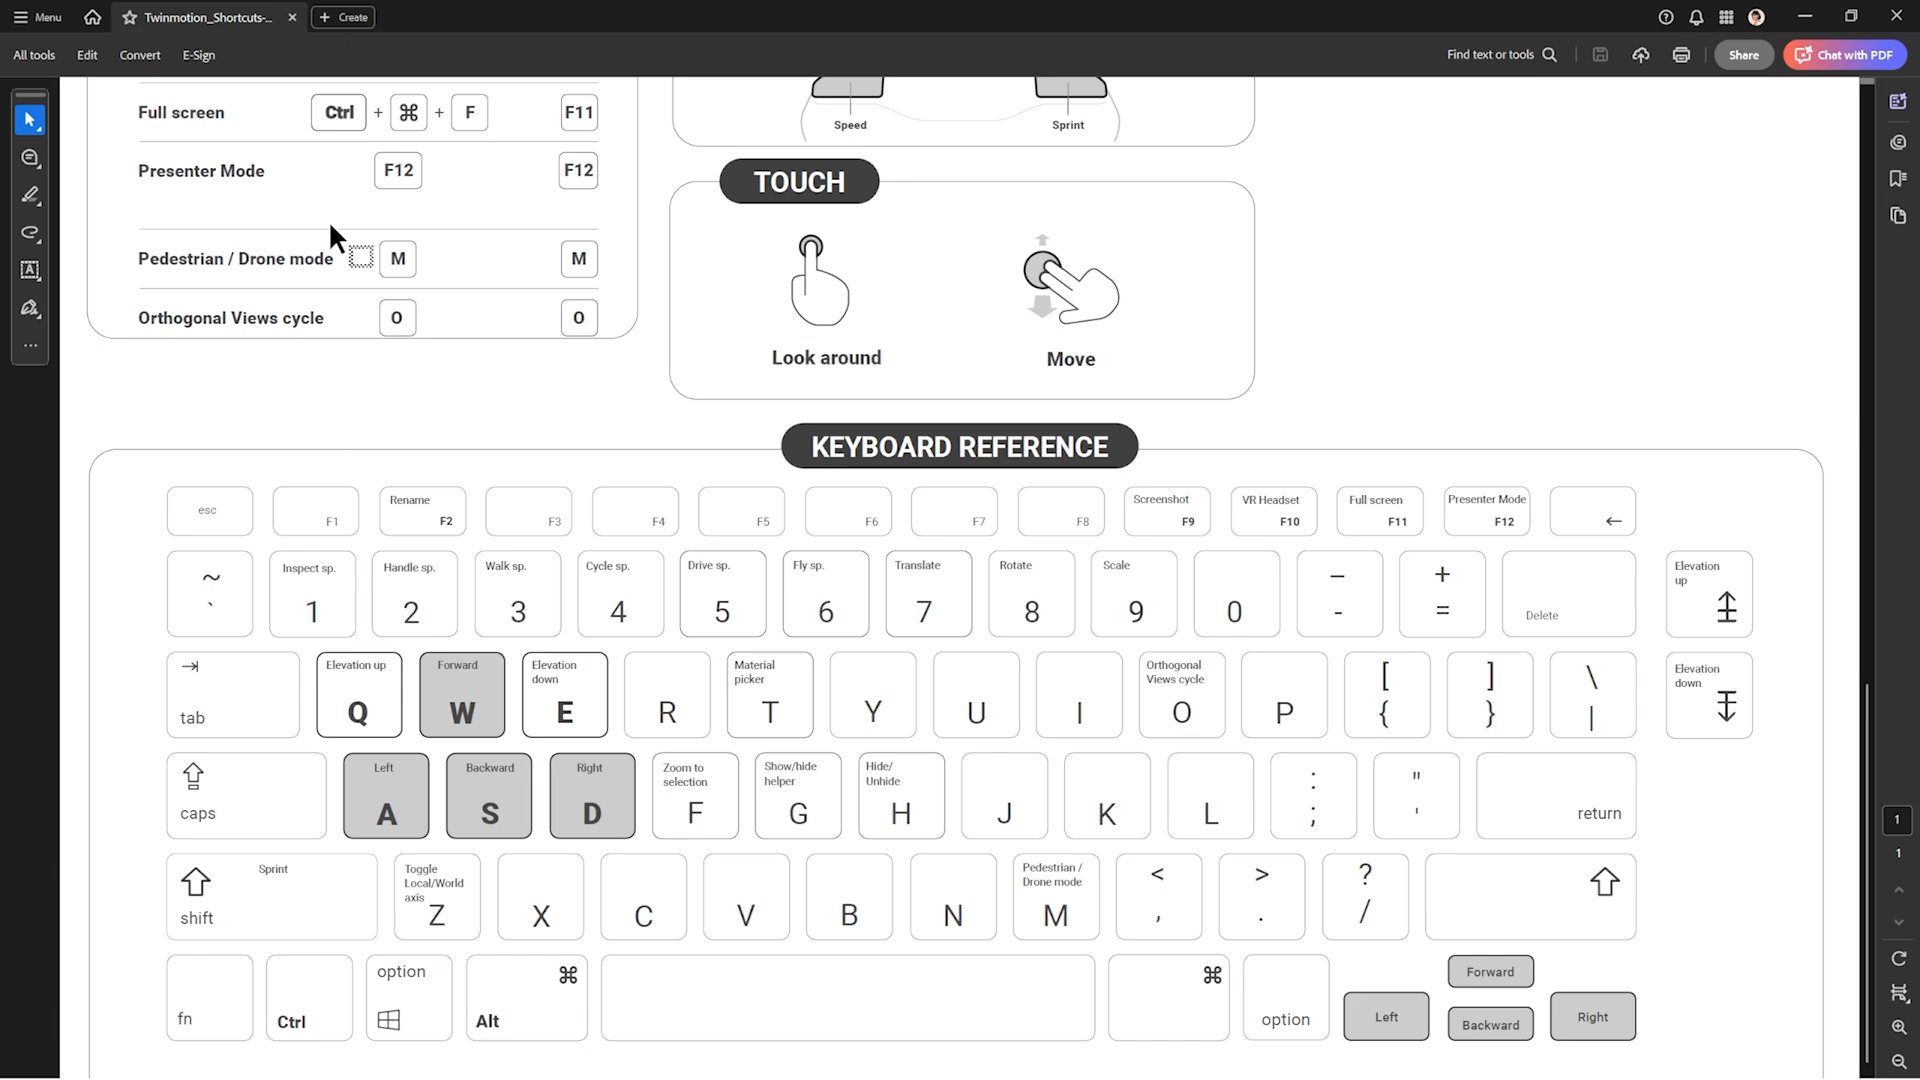 Menu
Twinmotion_Shortcuts-...
Create
All tools
Edit
Convert
E-Sign
Find text or tools
Share
Chat with PDF
Full screen
Ctrl + ⌘ + F
F11
Presenter Mode
F12
F12
Pedestrian / Drone mode
M
M
Orthogonal Views cycle
O
O
Speed
Sprint
TOUCH
Look around
Move
KEYBOARD REFERENCE
esc
F1
Rename
F2
F3
F4
F5
F6
F7
F8
Screenshot
F9
VR Headset
F10
Full screen
F11
Presenter Mode
F12
←
~
`
Inspect sp.
1
Handle sp.
2
Walk sp.
3
Cycle sp.
4
Drive sp.
5
Fly sp.
6
Translate
7
Rotate
8
Scale
9
0
–
-
+
=
Delete
Elevation
up
tab
Elevation up
Q
Forward
W
Elevation
down
E
R
Material
picker
T
Y
U
I
Orthogonal
Views cycle
O
P
[
{
]
}
\
|
Elevation
down
caps
Left
A
Backward
S
Right
D
Zoom to
selection
F
Show/hide
helper
G
Hide/
Unhide
H
J
K
L
:
;
"
'
return
Sprint
shift
Toggle
Local/World
axis
Z
X
C
V
B
N
Pedestrian /
Drone mode
M
<
,
>
.
?
/
fn
Ctrl
option
⌘
Alt
⌘
option
Left
Forward
Backward
Right
1
1